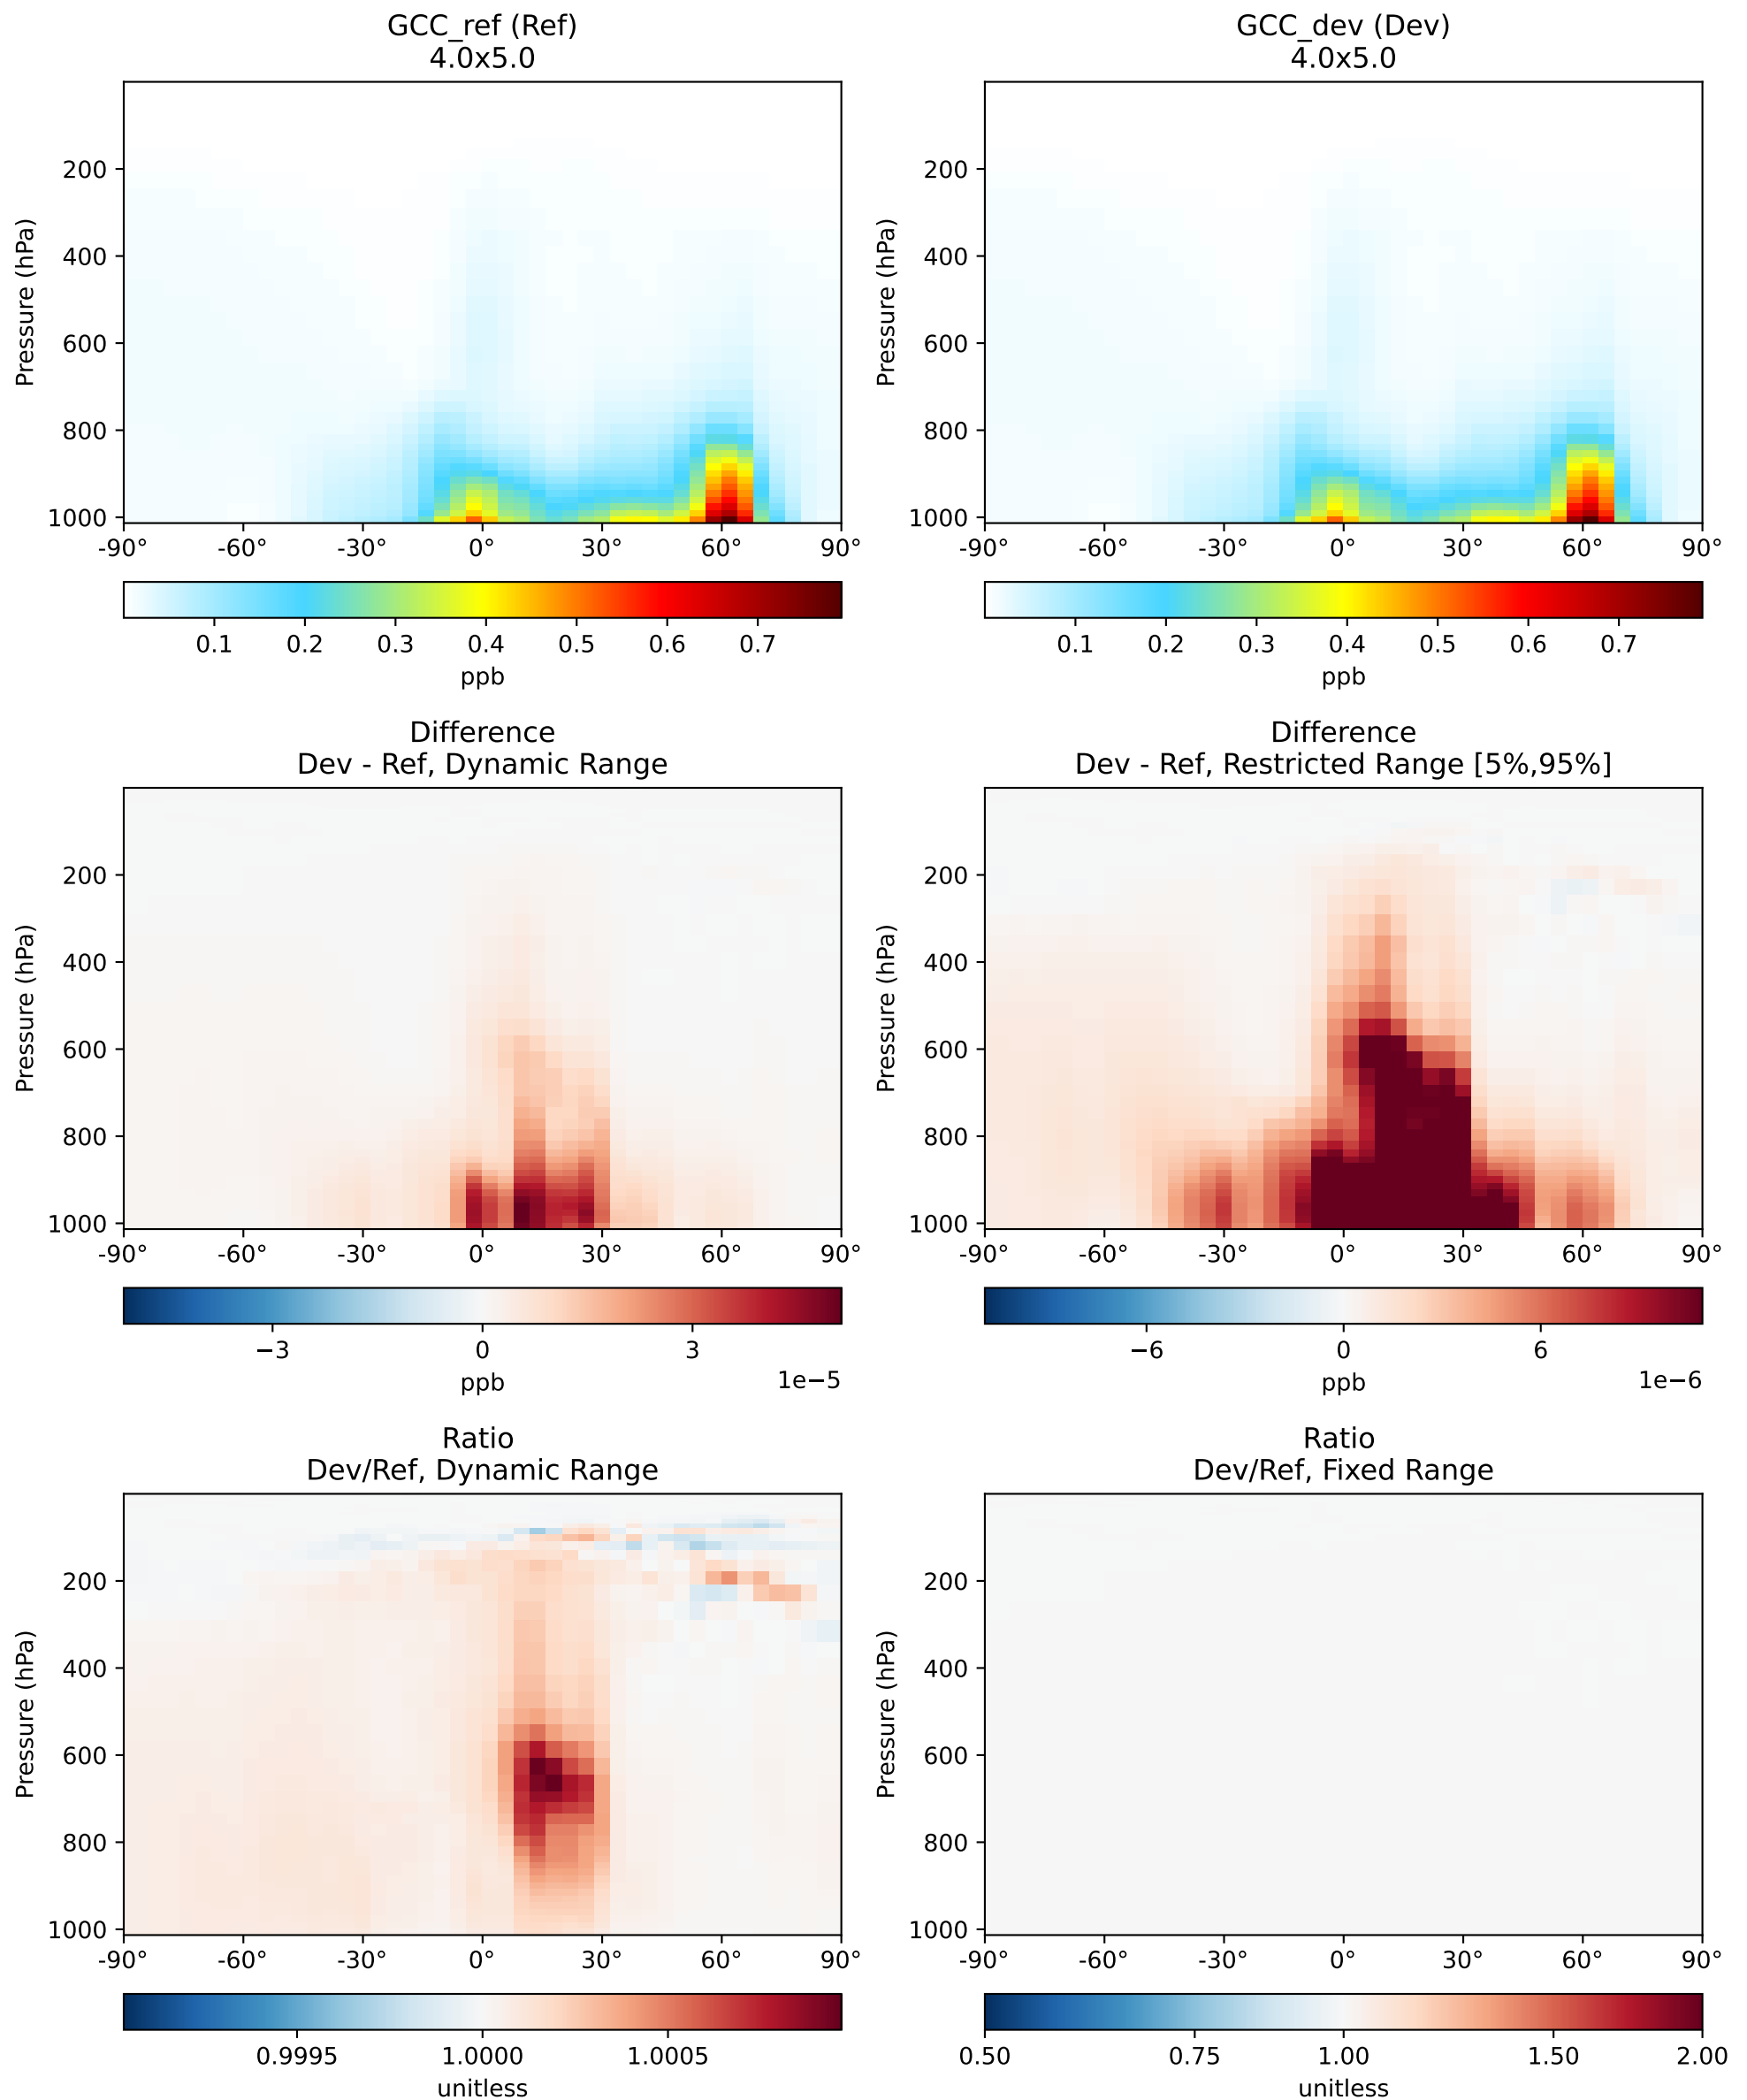 GCC_ref (Ref)
4.0x5.0
Pressure (hPa)
200
400
600
800
1000
-90° -60° -30° 0° 30° 60° 90°
0.1 0.2 0.3 0.4 0.5 0.6 0.7
ppb
GCC_dev (Dev)
4.0x5.0
Pressure (hPa)
200
400
600
800
1000
-90° -60° -30° 0° 30° 60° 90°
0.1 0.2 0.3 0.4 0.5 0.6 0.7
ppb
Difference
Dev - Ref, Dynamic Range
Pressure (hPa)
200
400
600
800
1000
-90° -60° -30° 0° 30° 60° 90°
−3 0 3
ppb 1e−5
Difference
Dev - Ref, Restricted Range [5%,95%]
Pressure (hPa)
200
400
600
800
1000
-90° -60° -30° 0° 30° 60° 90°
−6 0 6
ppb 1e−6
Ratio
Dev/Ref, Dynamic Range
Pressure (hPa)
200
400
600
800
1000
-90° -60° -30° 0° 30° 60° 90°
0.9995 1.0000 1.0005
unitless
Ratio
Dev/Ref, Fixed Range
Pressure (hPa)
200
400
600
800
1000
-90° -60° -30° 0° 30° 60° 90°
0.50 0.75 1.00 1.50 2.00
unitless